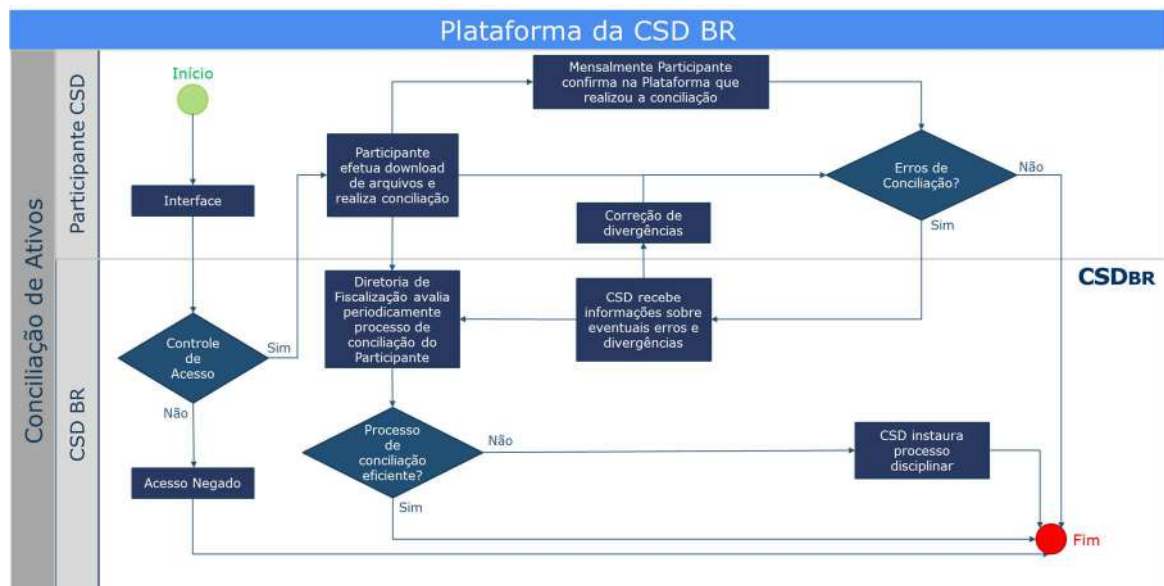 Plataforma da CSD BR
Conciliação de Ativos
Participante CSD
CSD BR
Início
Interface
Participante
efetua download
de arquivos e
realiza conciliação
Mensalmente Participante
confirma na Plataforma que
realizou a conciliação
Erros de
Conciliação?
Não
Sim
Correção de
divergências
CSDBR
Controle
de
Acesso
Sim
Não
Diretoria de
Fiscalização avalia
periodicamente
processo de
conciliação do
Participante
CSD recebe
informações sobre
eventuais erros e
divergências
Processo
de
conciliação
eficiente?
Não
Sim
CSD instaura
processo
disciplinar
Acesso Negado
Fim